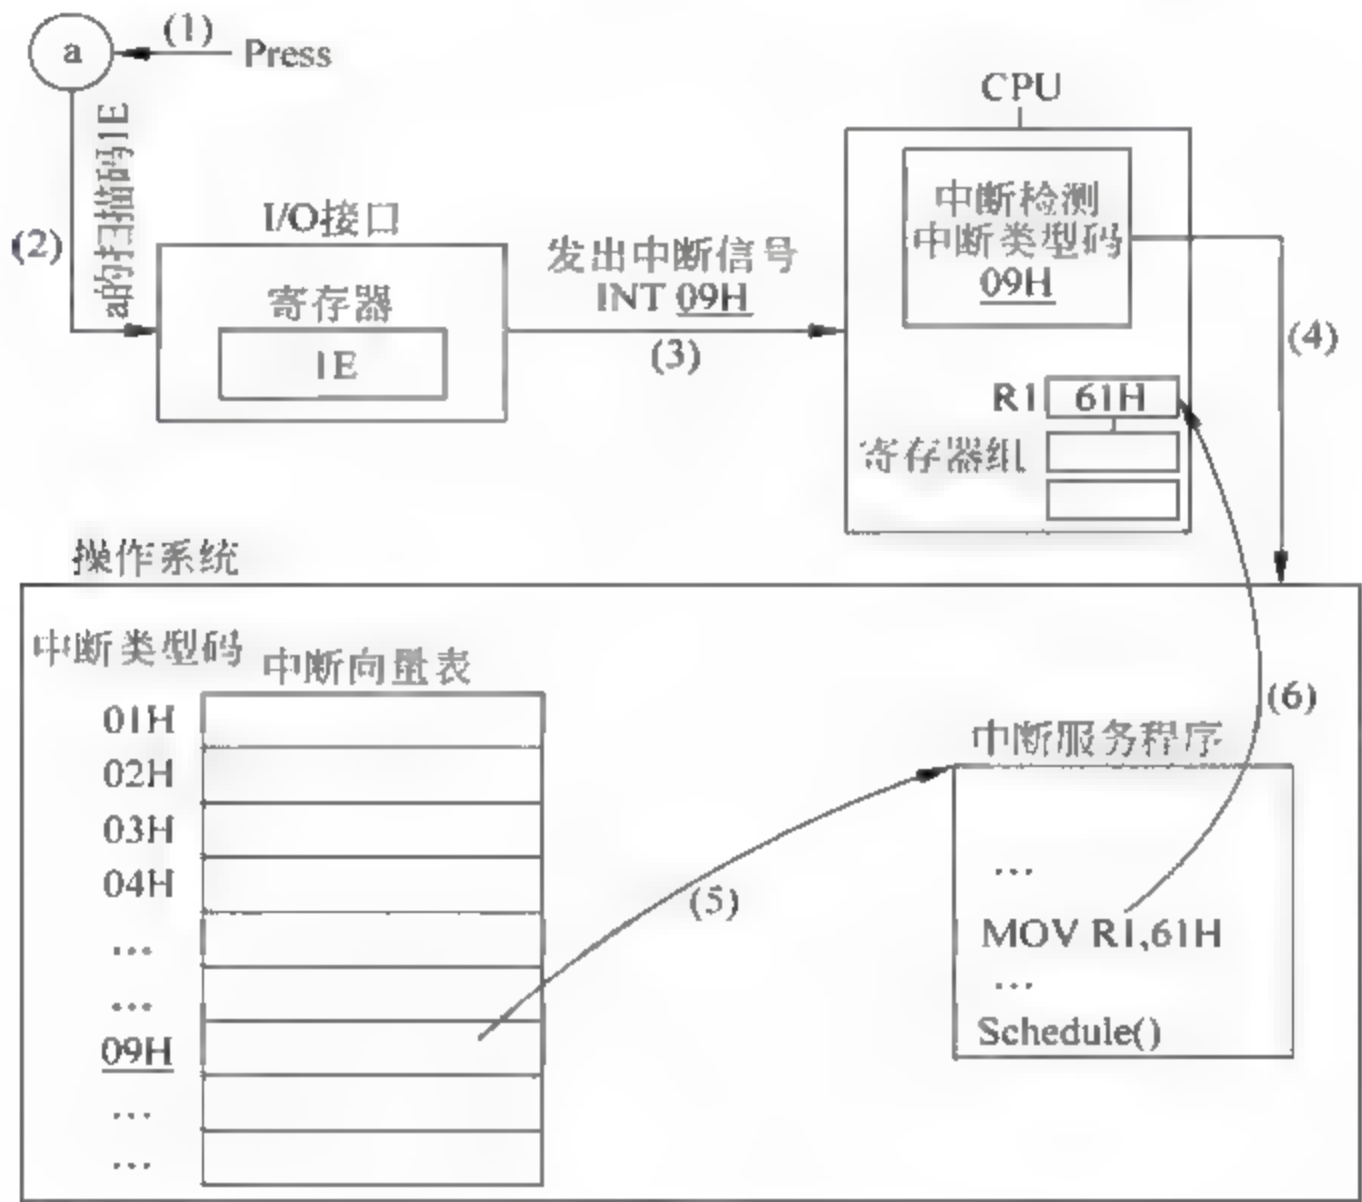 a
(1)
Press
(2)
a的扫描码1E
I/O接口
寄存器
1E
发出中断信号
INT 09H
(3)
CPU
中断检测
中断类型码
09H
(4)
R1
61H
寄存器组
操作系统
中断类型码
中断向量表
01H
02H
03H
04H
...
...
09H
...
...
(5)
(6)
中断服务程序
...
MOV R1,61H
...
Schedule()